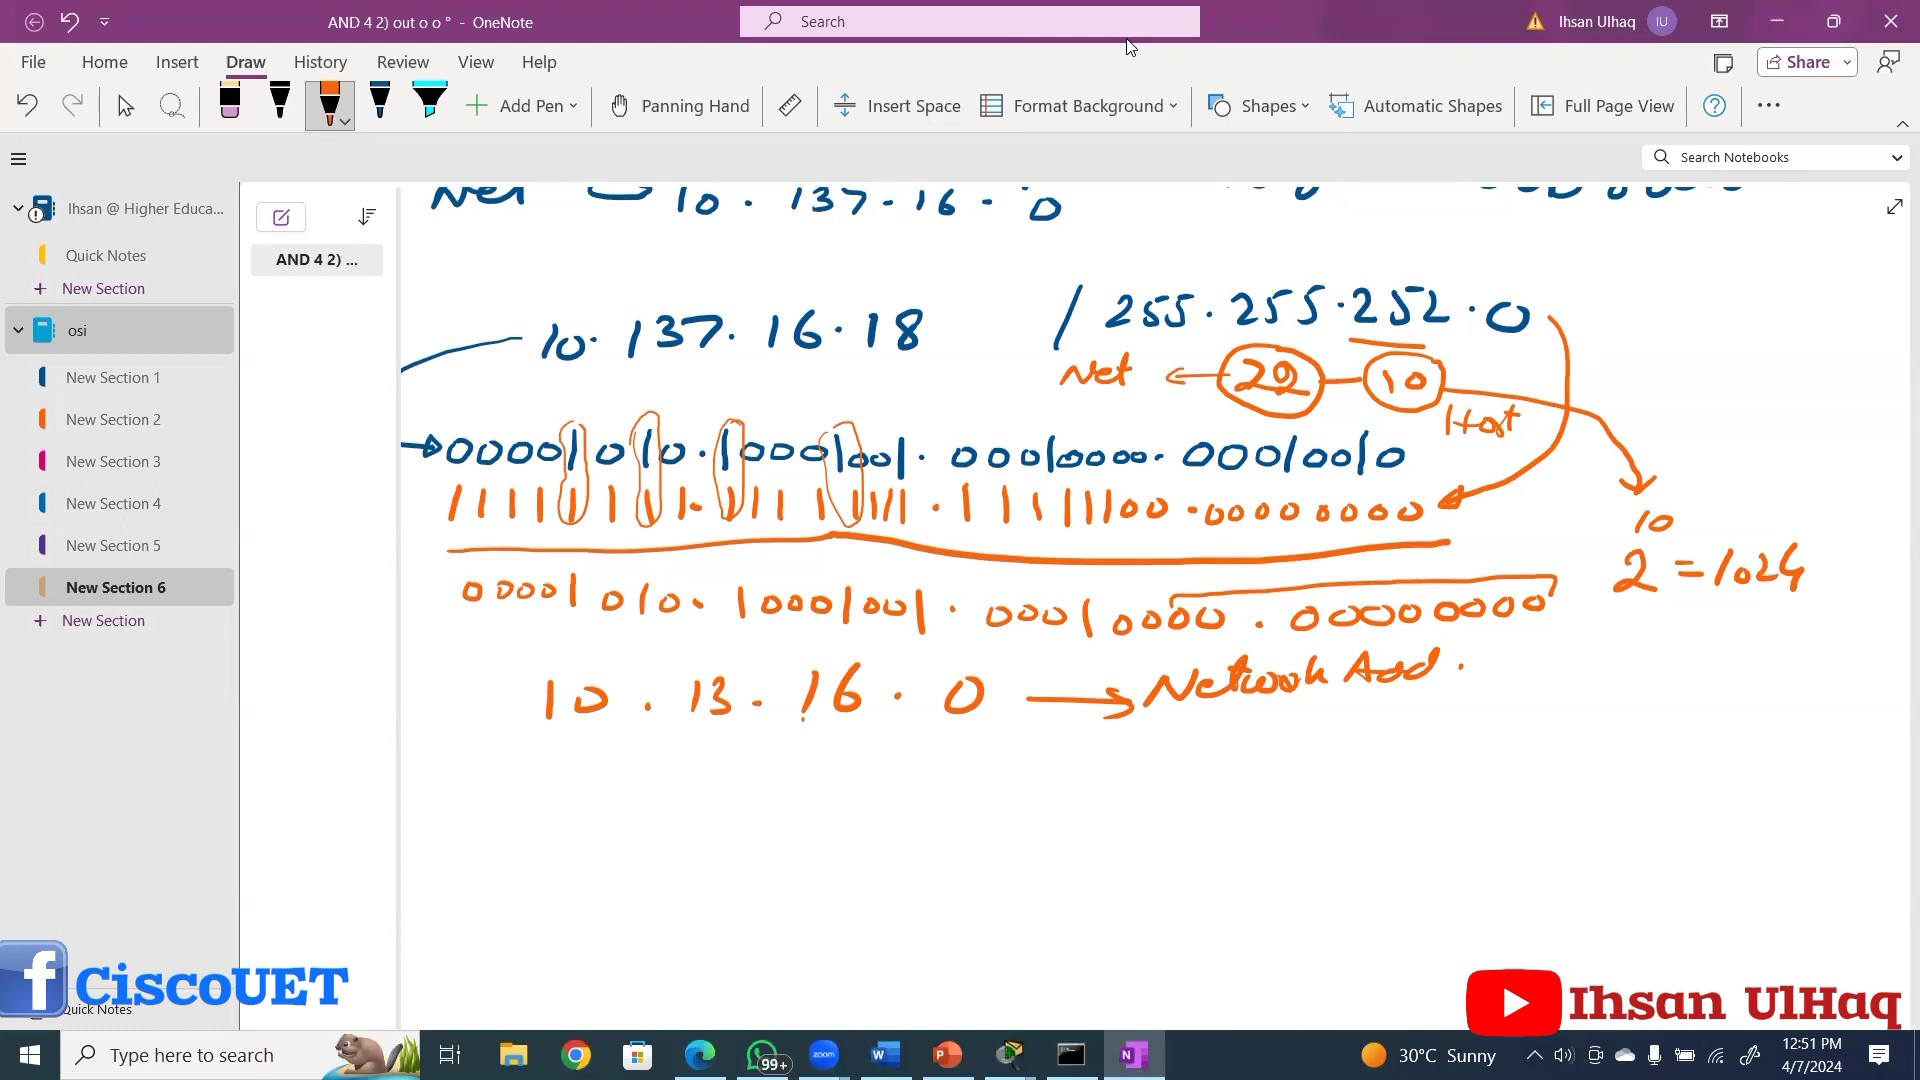 AND 4 2) out o o ° - OneNote
Search
Ihsan Ulhaq IU
File Home Insert Draw History Review View Help
Share
Add Pen Panning Hand Insert Space Format Background Shapes Automatic Shapes Full Page View
Search Notebooks
Ihsan @ Higher Educa...
Quick Notes
+ New Section
osi
New Section 1
New Section 2
New Section 3
New Section 4
New Section 5
New Section 6
+ New Section
AND 4 2) ...
Net 10 . 137 . 16 . 0
10 . 137 . 16 . 18 / 255 . 255 . 252 . 0
Net 22 10
Host
00001010 . 10001001 . 00010000 . 00010010
11111111 . 11111111 . 11111100 . 00000000
10
2 = 1024
00001010 . 10001001 . 00010000 . 00000000
10 . 13 . 16 . 0 → Network Add .
CiscoUET
Quick Notes
Ihsan UlHaq
Type here to search
99+
zoom
30°C Sunny
12:51 PM
4/7/2024